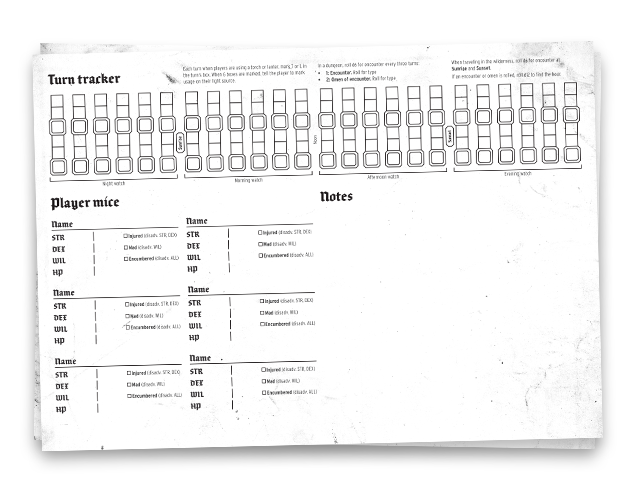 Turn tracker
Each turn when players are using a torch or lantern, mark / or \ in
the turn's box. When 6 boxes are marked, tell the player to mark
usage on their light source.
In a dungeon, roll d6 for encounter every three turns.
• 1: Encounter. Roll for type
• 2: Omen of encounter. Roll for type
When traveling in the wilderness, roll d6 for encounter at
Sunrise and Sunset.
If an encounter or omen is rolled, roll to find the hour.
Sunrise
Noon
Sunset
Night watch
Morning watch
Afternoon watch
Evening watch
Player mice
Notes
Name
STR
Injured (disadv. STR, DEX)
DEX
Mad (disadv. WIL)
WIL
Encumbered (disadv. ALL)
HP
Name
STR
Injured (disadv. STR, DEX)
DEX
Mad (disadv. WIL)
WIL
Encumbered (disadv. ALL)
HP
Name
STR
Injured (disadv. STR, DEX)
DEX
Mad (disadv. WIL)
WIL
Encumbered (disadv. ALL)
HP
Name
STR
Injured (disadv. STR, DEX)
DEX
Mad (disadv. WIL)
WIL
Encumbered (disadv. ALL)
HP
Name
STR
Injured (disadv. STR, DEX)
DEX
Mad (disadv. WIL)
WIL
Encumbered (disadv. ALL)
HP
Name
STR
Injured (disadv. STR, DEX)
DEX
Mad (disadv. WIL)
WIL
Encumbered (disadv. ALL)
HP